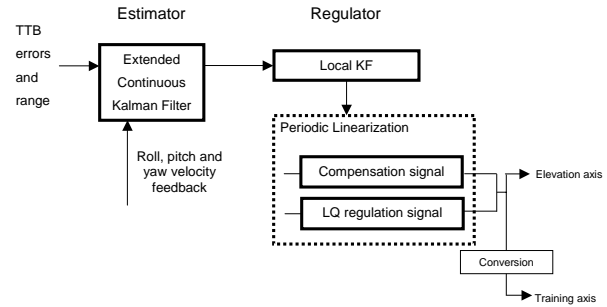 Estimator
Regulator
TTB
errors
and
range
Extended
Continuous
Kalman Filter
Local KF
Periodic Linearization
Roll, pitch and
yaw velocity
feedback
Compensation signal
LQ regulation signal
Elevation axis
Conversion
Training axis